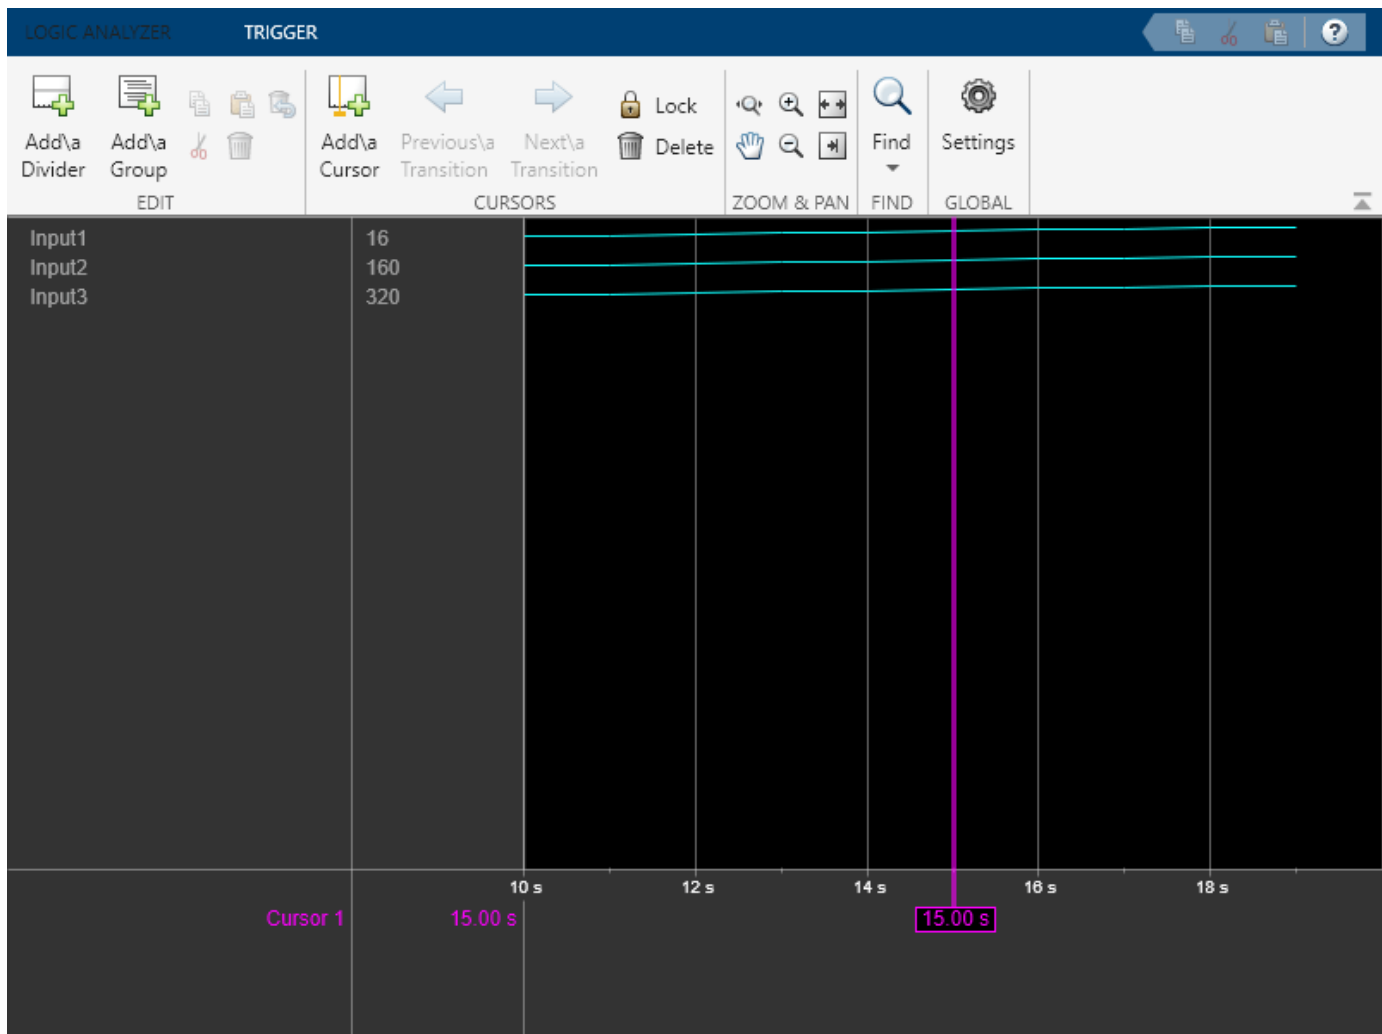 LOGIC ANALYZER TRIGGER
?
Add\a Divider
Add\a Group
Add\a Cursor
Previous\a Transition
Next\a Transition
Lock
Delete
Find
Settings
EDIT CURSORS ZOOM & PAN FIND GLOBAL
Input1 16
Input2 160
Input3 320
10 s 12 s 14 s 16 s 18 s
Cursor 1 15.00 s 15.00 s